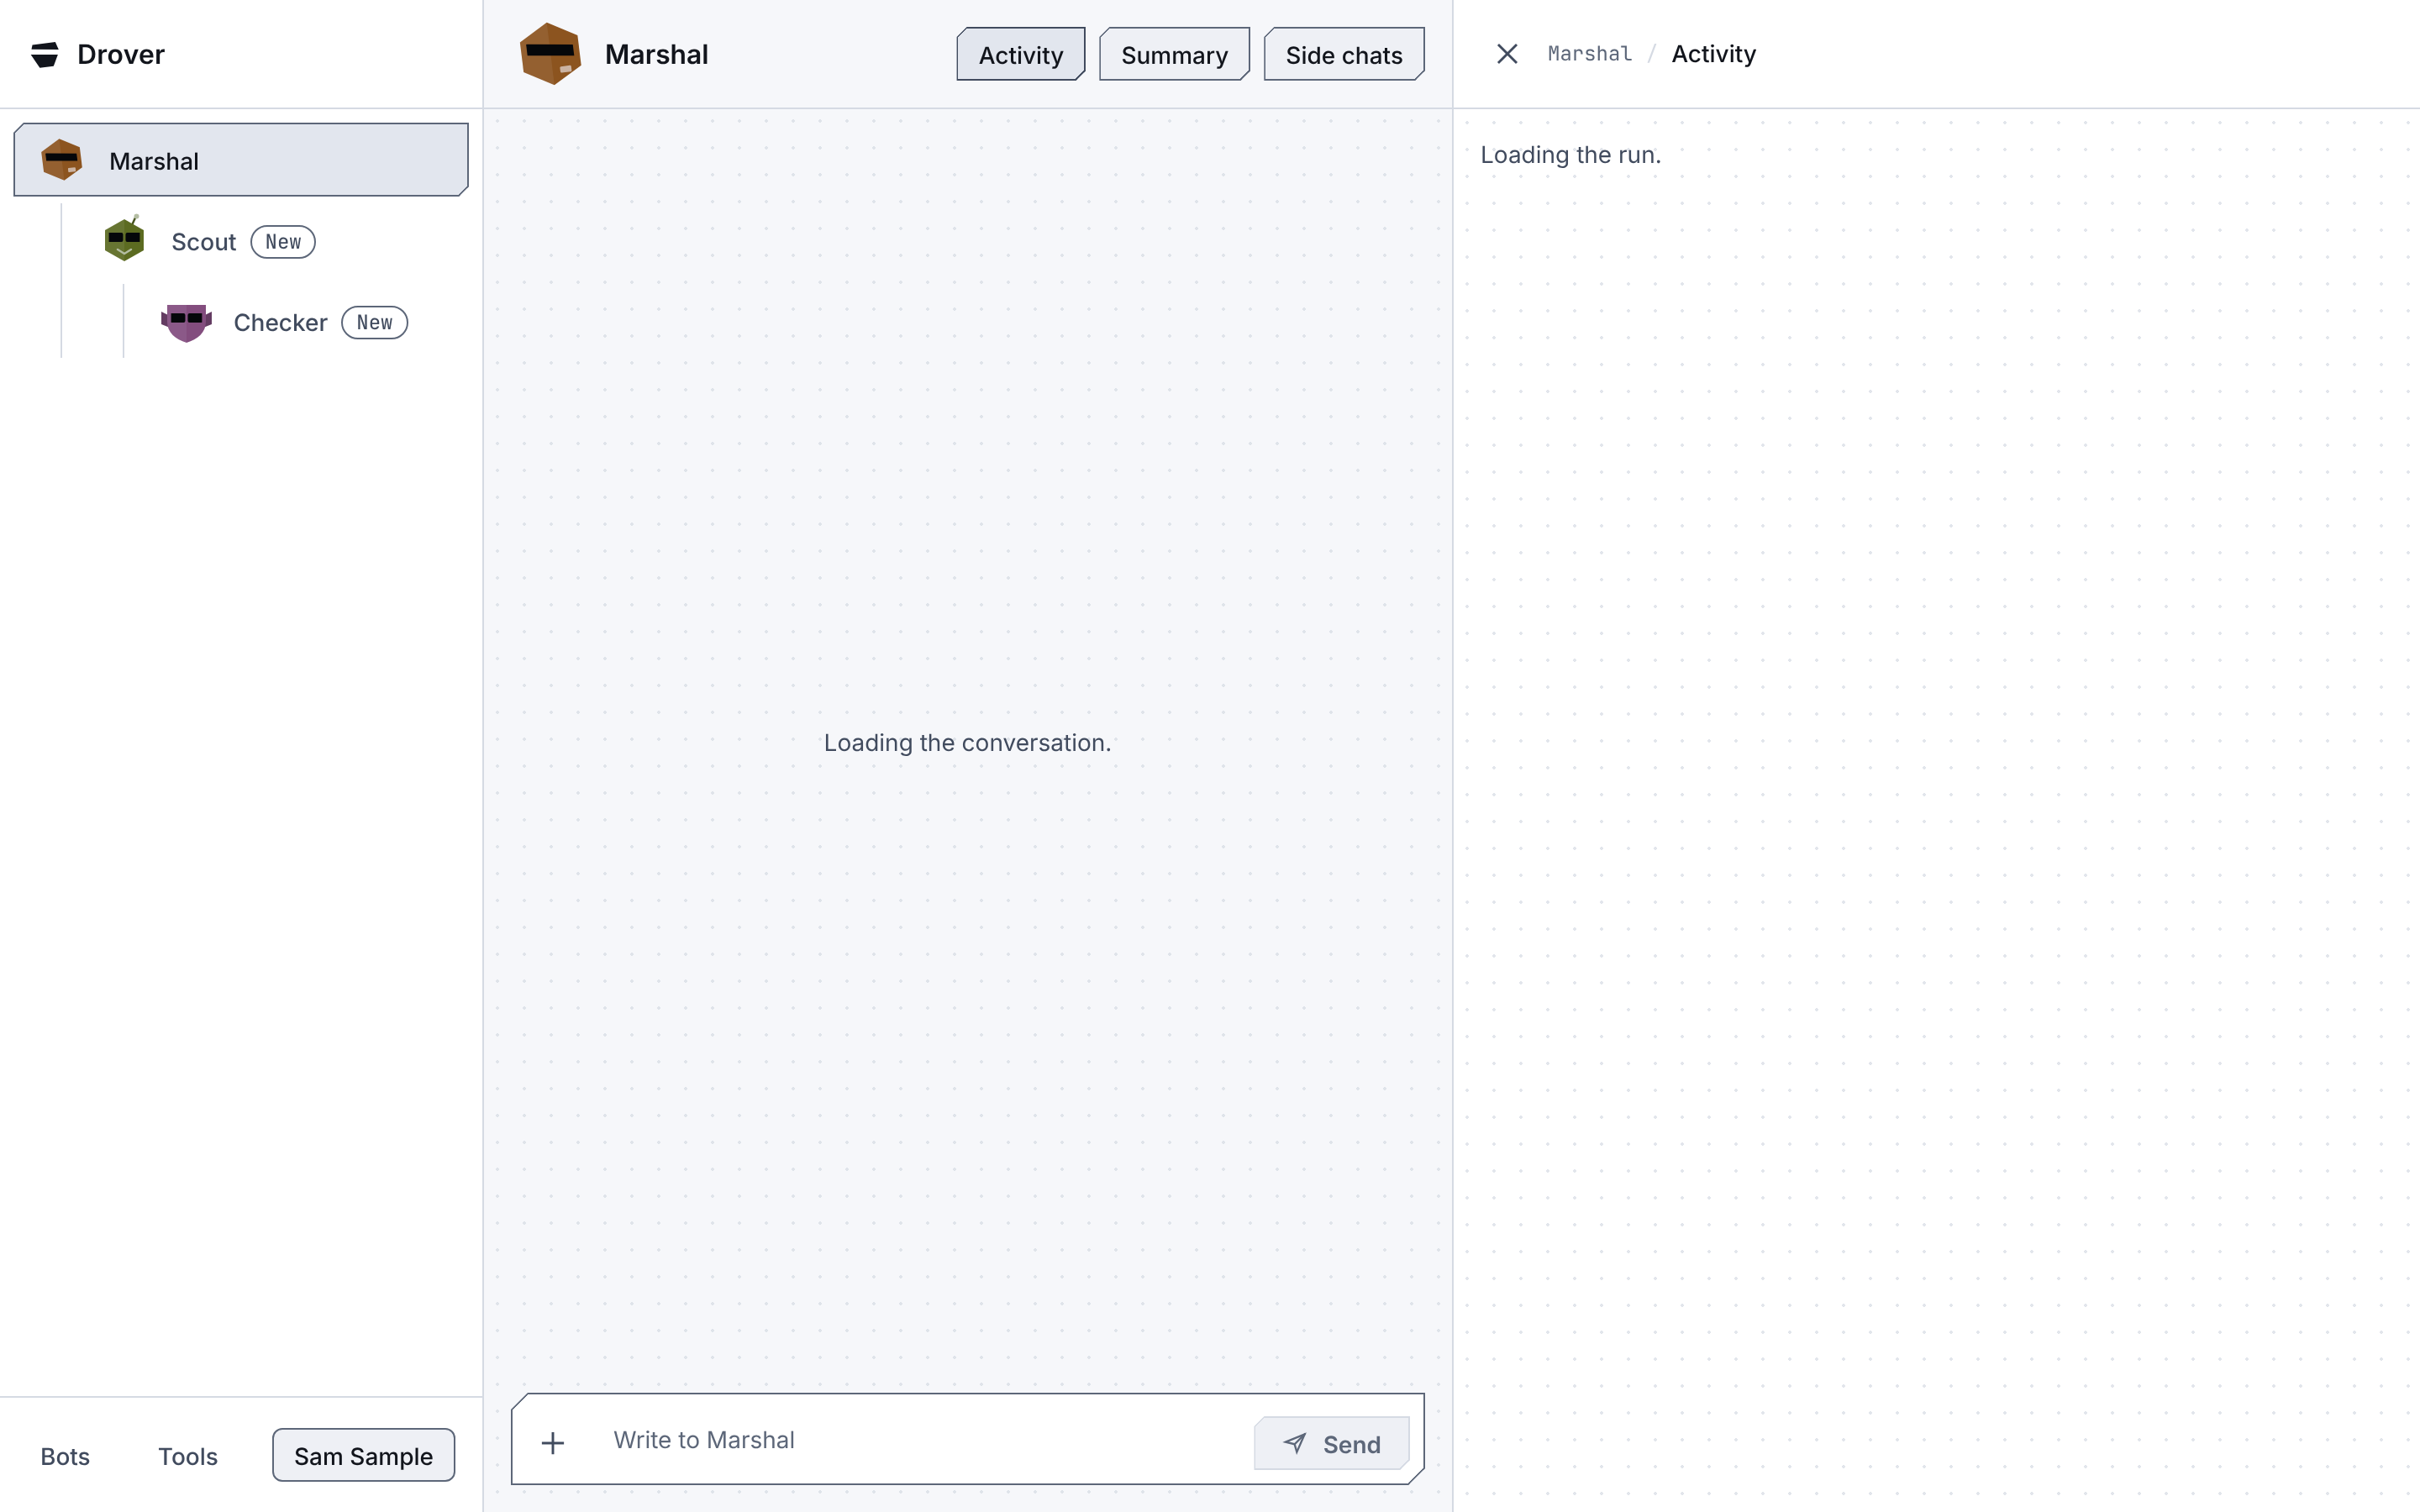 Drover
Marshal
Scout New
Checker New
Bots
Tools
Sam Sample
Marshal
Activity
Summary
Side chats
Loading the conversation.
Write to Marshal
Send
Marshal / Activity
Loading the run.